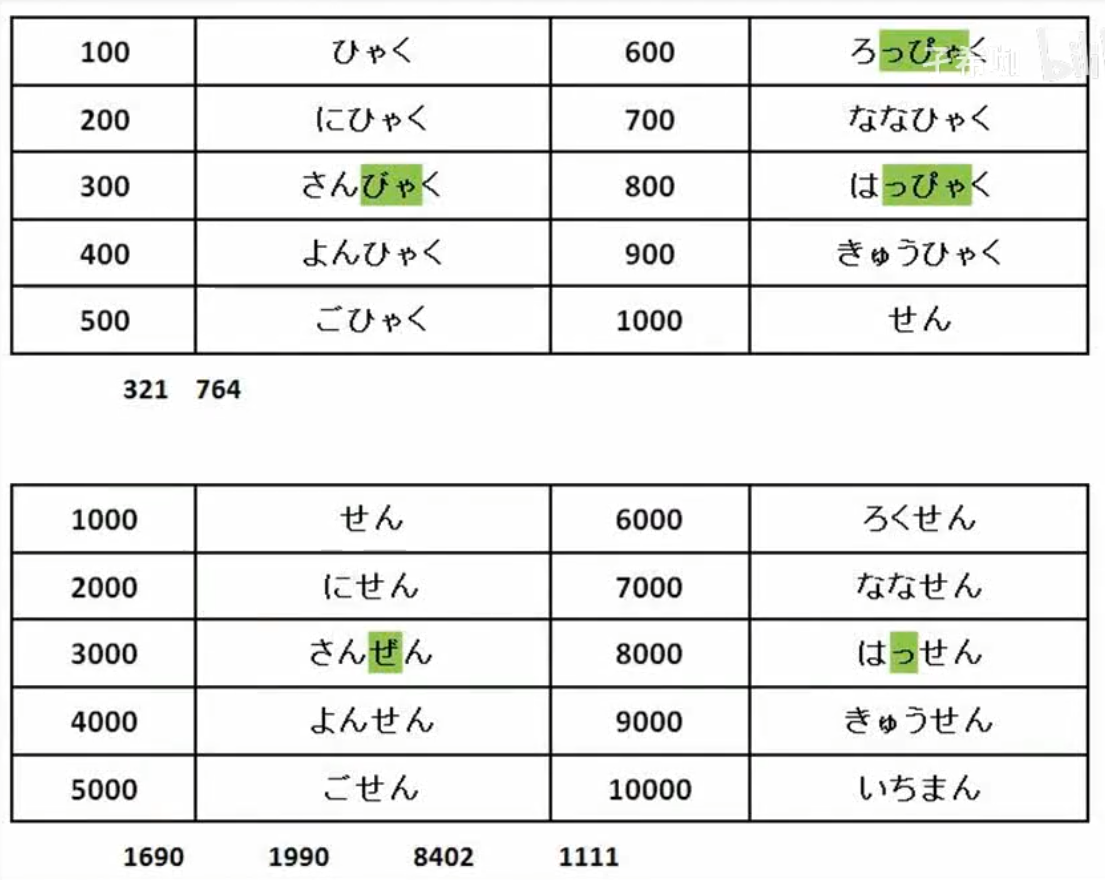 100 ひゃく 600 ろっぴゃく
200 にひゃく 700 ななひゃく
300 さんびゃく 800 はっぴゃく
400 よんひゃく 900 きゅうひゃく
500 ごひゃく 1000 せん
321 764
1000 せん 6000 ろくせん
2000 にせん 7000 ななせん
3000 さんぜん 8000 はっせん
4000 よんせん 9000 きゅうせん
5000 ごせん 10000 いちまん
1690 1990 8402 1111